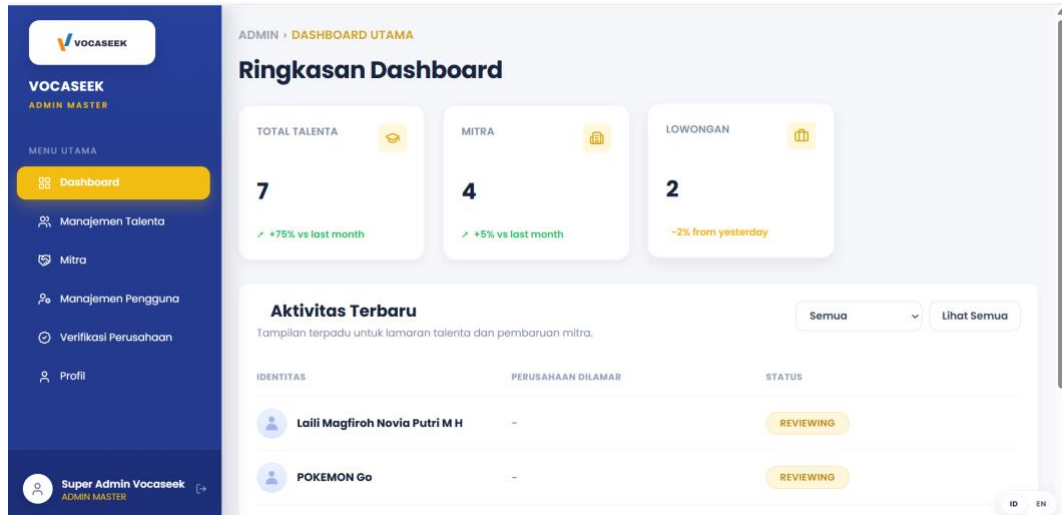 VOCASEEK
VOCASEEK
ADMIN MASTER
MENU UTAMA
Dashboard
Manajemen Talenta
Mitra
Manajemen Pengguna
Verifikasi Perusahaan
Profil
Super Admin Vocaseek
ADMIN MASTER
ADMIN › DASHBOARD UTAMA
Ringkasan Dashboard
TOTAL TALENTA
7
↗ +75% vs last month
MITRA
4
↗ +5% vs last month
LOWONGAN
2
-2% from yesterday
Aktivitas Terbaru
Tampilan terpadu untuk lamaran talenta dan pembaruan mitra.
Semua
Lihat Semua
IDENTITAS PERUSAHAAN DILAMAR STATUS
Laili Magfiroh Novia Putri M H - REVIEWING
POKEMON Go - REVIEWING
ID EN